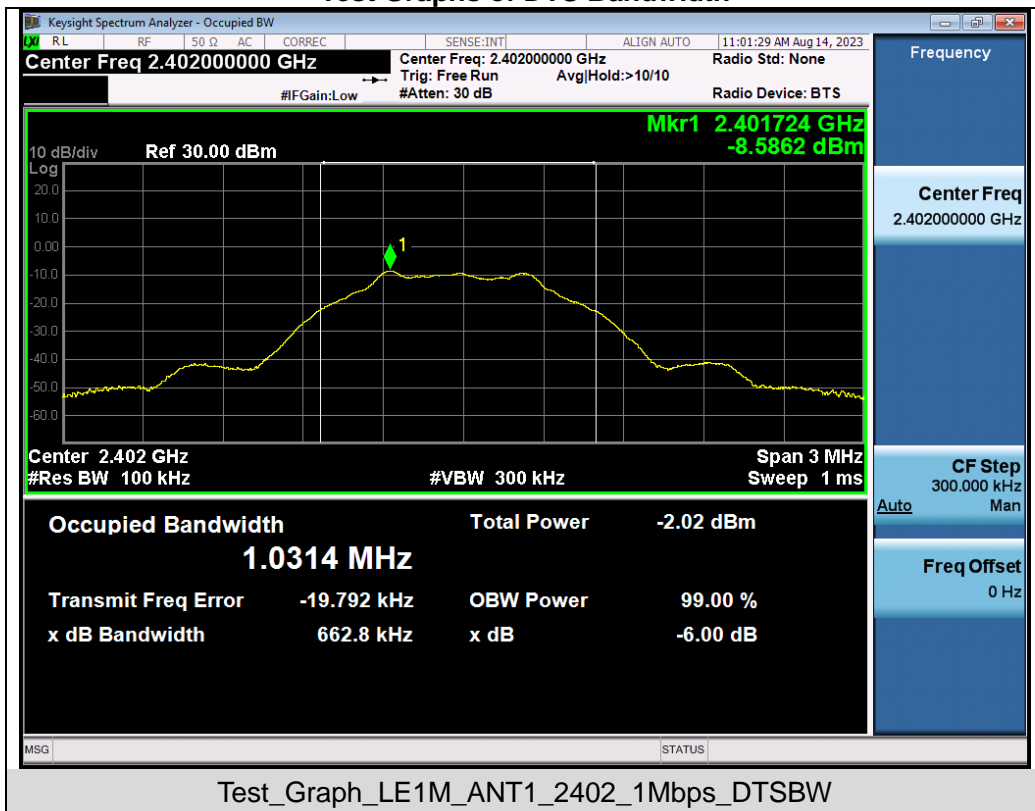 Test Graphs of DTS Bandwidth
Keysight Spectrum Analyzer - Occupied BW
LXI RL RF 50 Ω AC CORREC SENSE:INT ALIGN AUTO 11:01:29 AM Aug 14, 2023
Center Freq 2.402000000 GHz
Center Freq: 2.402000000 GHz
Radio Std: None
Trig: Free Run Avg|Hold:>10/10
#IFGain:Low #Atten: 30 dB Radio Device: BTS
Mkr1 2.401724 GHz
-8.5862 dBm
10 dB/div Ref 30.00 dBm
Log
20.0
10.0
0.00
-10.0
-20.0
-30.0
-40.0
-50.0
-60.0
1
Center 2.402 GHz Span 3 MHz
#Res BW 100 kHz #VBW 300 kHz Sweep 1 ms
Occupied Bandwidth Total Power -2.02 dBm
1.0314 MHz
Transmit Freq Error -19.792 kHz OBW Power 99.00 %
x dB Bandwidth 662.8 kHz x dB -6.00 dB
MSG STATUS
Frequency
Center Freq
2.402000000 GHz
CF Step
300.000 kHz
Auto Man
Freq Offset
0 Hz
Test_Graph_LE1M_ANT1_2402_1Mbps_DTSBW